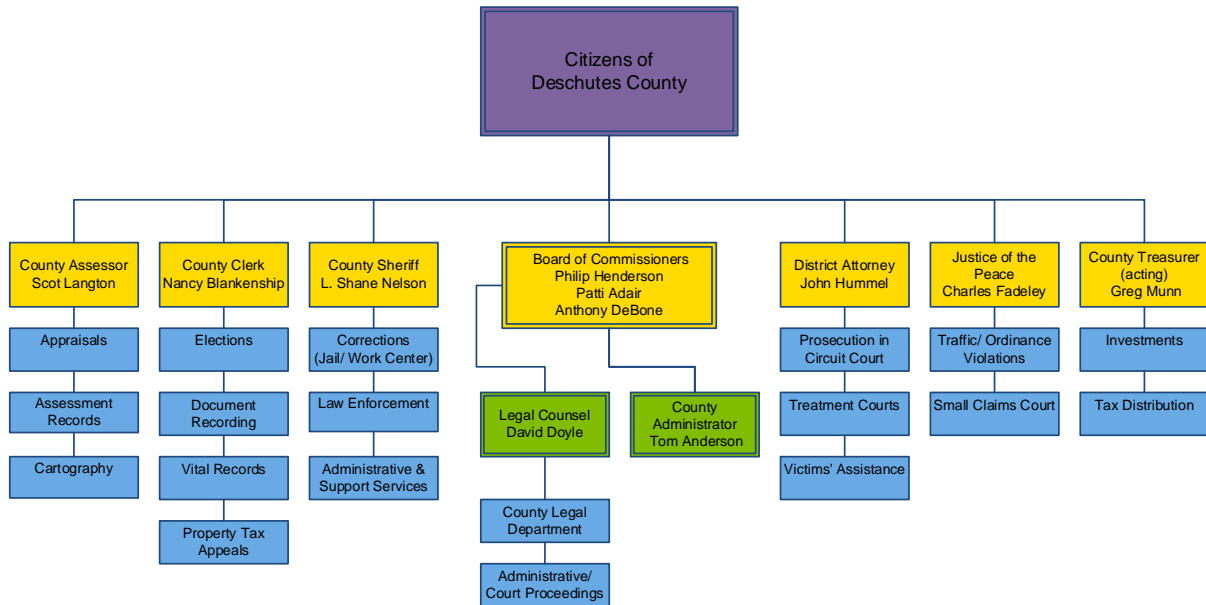 Citizens of
Deschutes County
County Assessor
Scot Langton
County Clerk
Nancy Blankenship
County Sheriff
L. Shane Nelson
Board of Commissioners
Philip Henderson
Patti Adair
Anthony DeBone
District Attorney
John Hummel
Justice of the
Peace
Charles Fadeley
County Treasurer
(acting)
Greg Munn
Appraisals
Elections
Corrections
(Jail/ Work Center)
Prosecution in
Circuit Court
Traffic/ Ordinance
Violations
Investments
Assessment
Records
Document
Recording
Law Enforcement
Legal Counsel
David Doyle
County
Administrator
Tom Anderson
Treatment Courts
Small Claims Court
Tax Distribution
Cartography
Vital Records
Administrative &
Support Services
Victims’ Assistance
County Legal
Department
Property Tax
Appeals
Administrative/
Court Proceedings